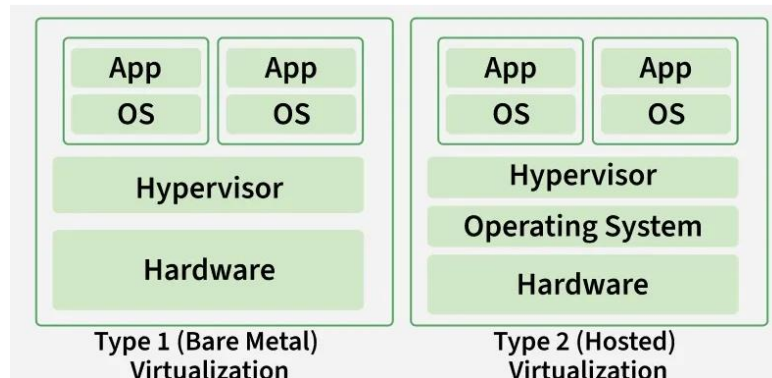 App
App
OS
OS
Hypervisor
Hardware
Type 1 (Bare Metal)
Virtualization
App
App
OS
OS
Hypervisor
Operating System
Hardware
Type 2 (Hosted)
Virtualization